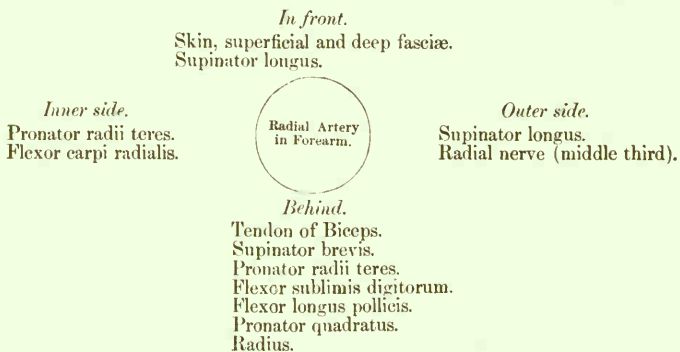 In front.
Skin, superficial and deep fasciæ.
Supinator longus.
Inner side.
Pronator radii teres.
Flexor carpi radialis.
Radial Artery
in Forearm.
Outer side.
Supinator longus.
Radial nerve (middle third).
Behind.
Tendon of Biceps.
Supinator brevis.
Pronator radii teres.
Flexor sublimis digitorum.
Flexor longus pollicis.
Pronator quadratus.
Radius.